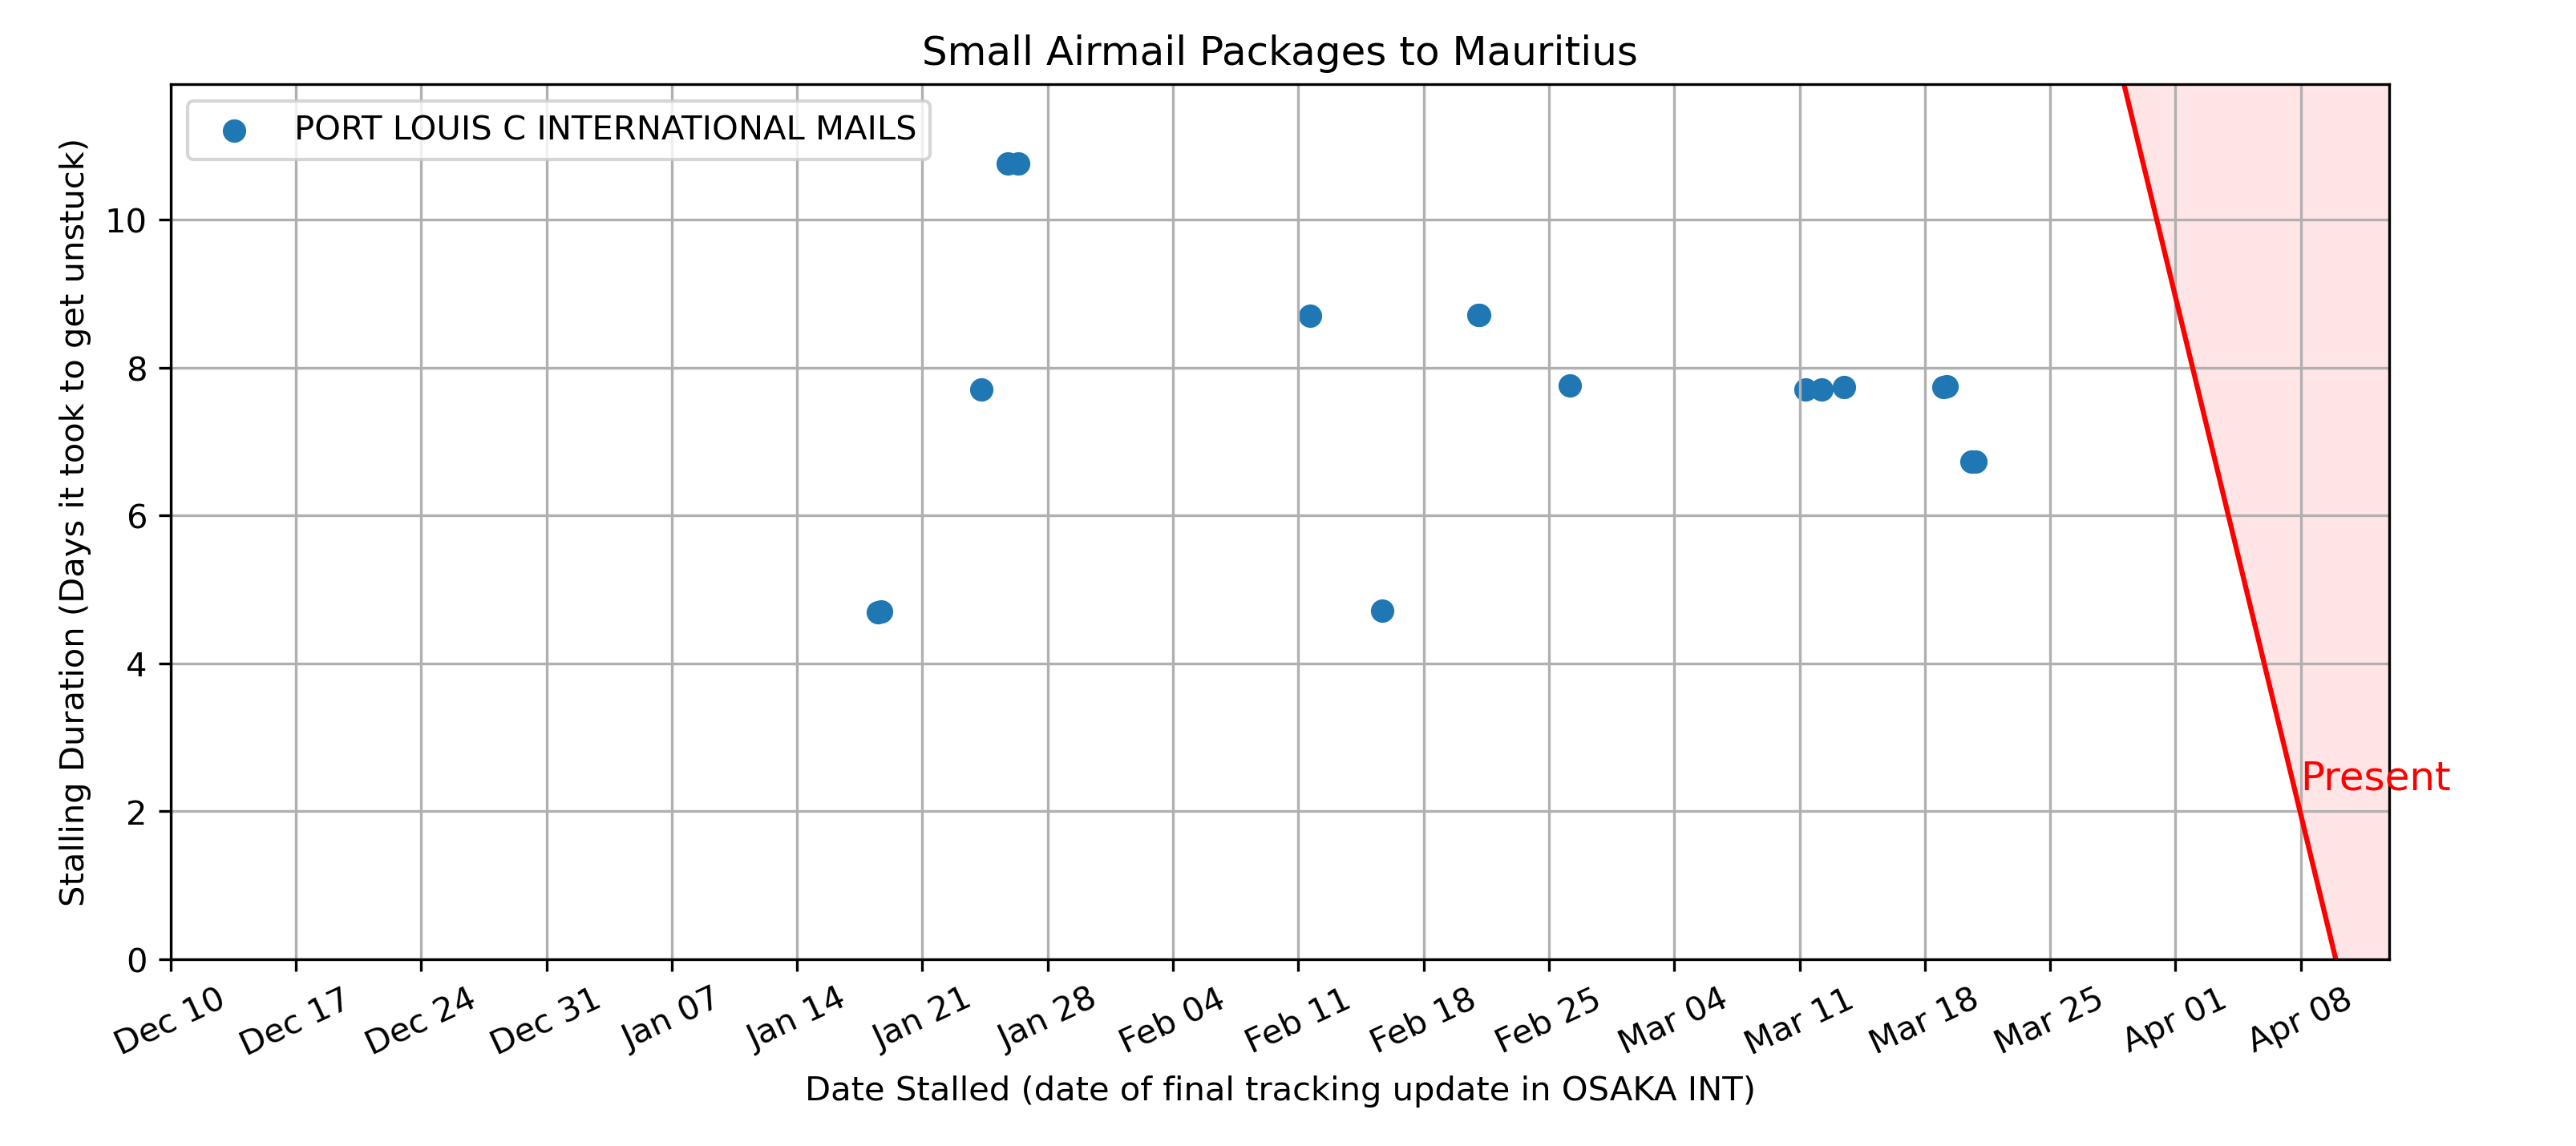 Small Airmail Packages to Mauritius
PORT LOUIS C INTERNATIONAL MAILS
Stalling Duration (Days it took to get unstuck)
10
8
6
4
2
0
Present
Dec 10
Dec 17
Dec 24
Dec 31
Jan 07
Jan 14
Jan 21
Jan 28
Feb 04
Feb 11
Feb 18
Feb 25
Mar 04
Mar 11
Mar 18
Mar 25
Apr 01
Apr 08
Date Stalled (date of final tracking update in OSAKA INT)